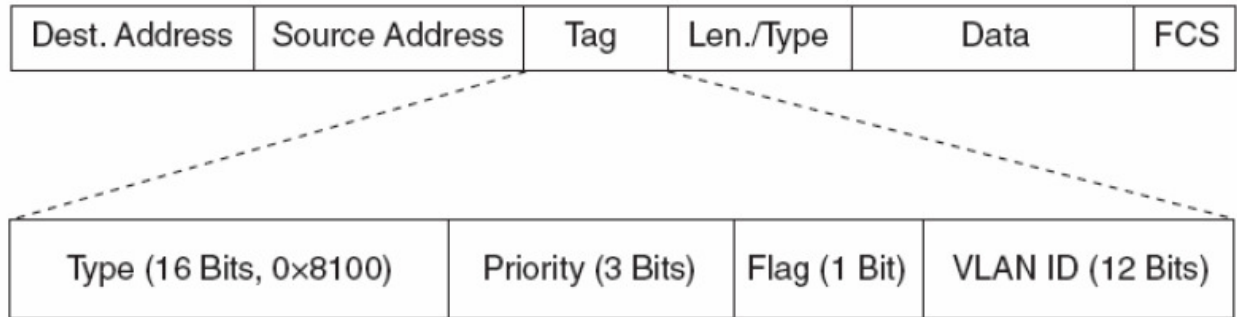 Dest. Address Source Address Tag Len./Type Data FCS
Type (16 Bits, 0×8100) Priority (3 Bits) Flag (1 Bit) VLAN ID (12 Bits)